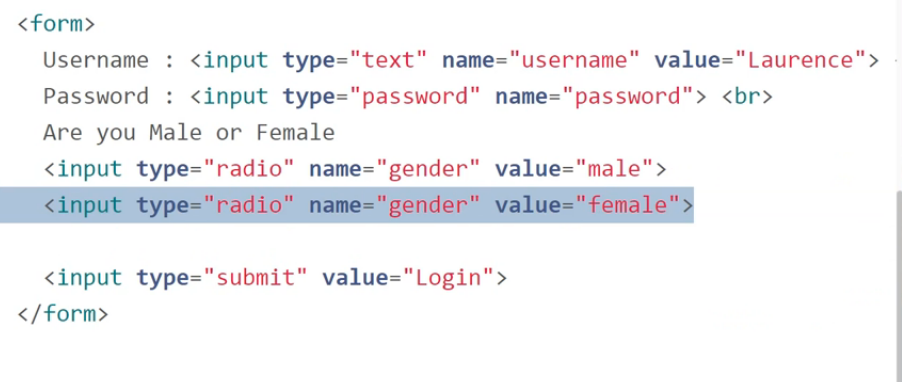 <form>
Username : <input type="text" name="username" value="Laurence">
Password : <input type="password" name="password"> <br>
Are you Male or Female
<input type="radio" name="gender" value="male">
<input type="radio" name="gender" value="female">
<input type="submit" value="Login">
</form>